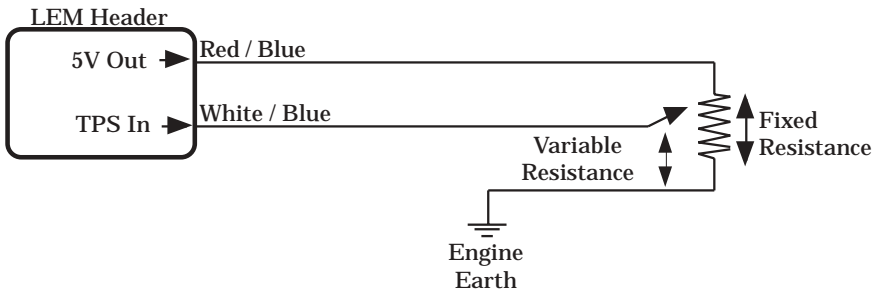 LEM Header
5V Out
Red / Blue
TPS In
White / Blue
Variable
Resistance
Fixed
Resistance
Engine
Earth